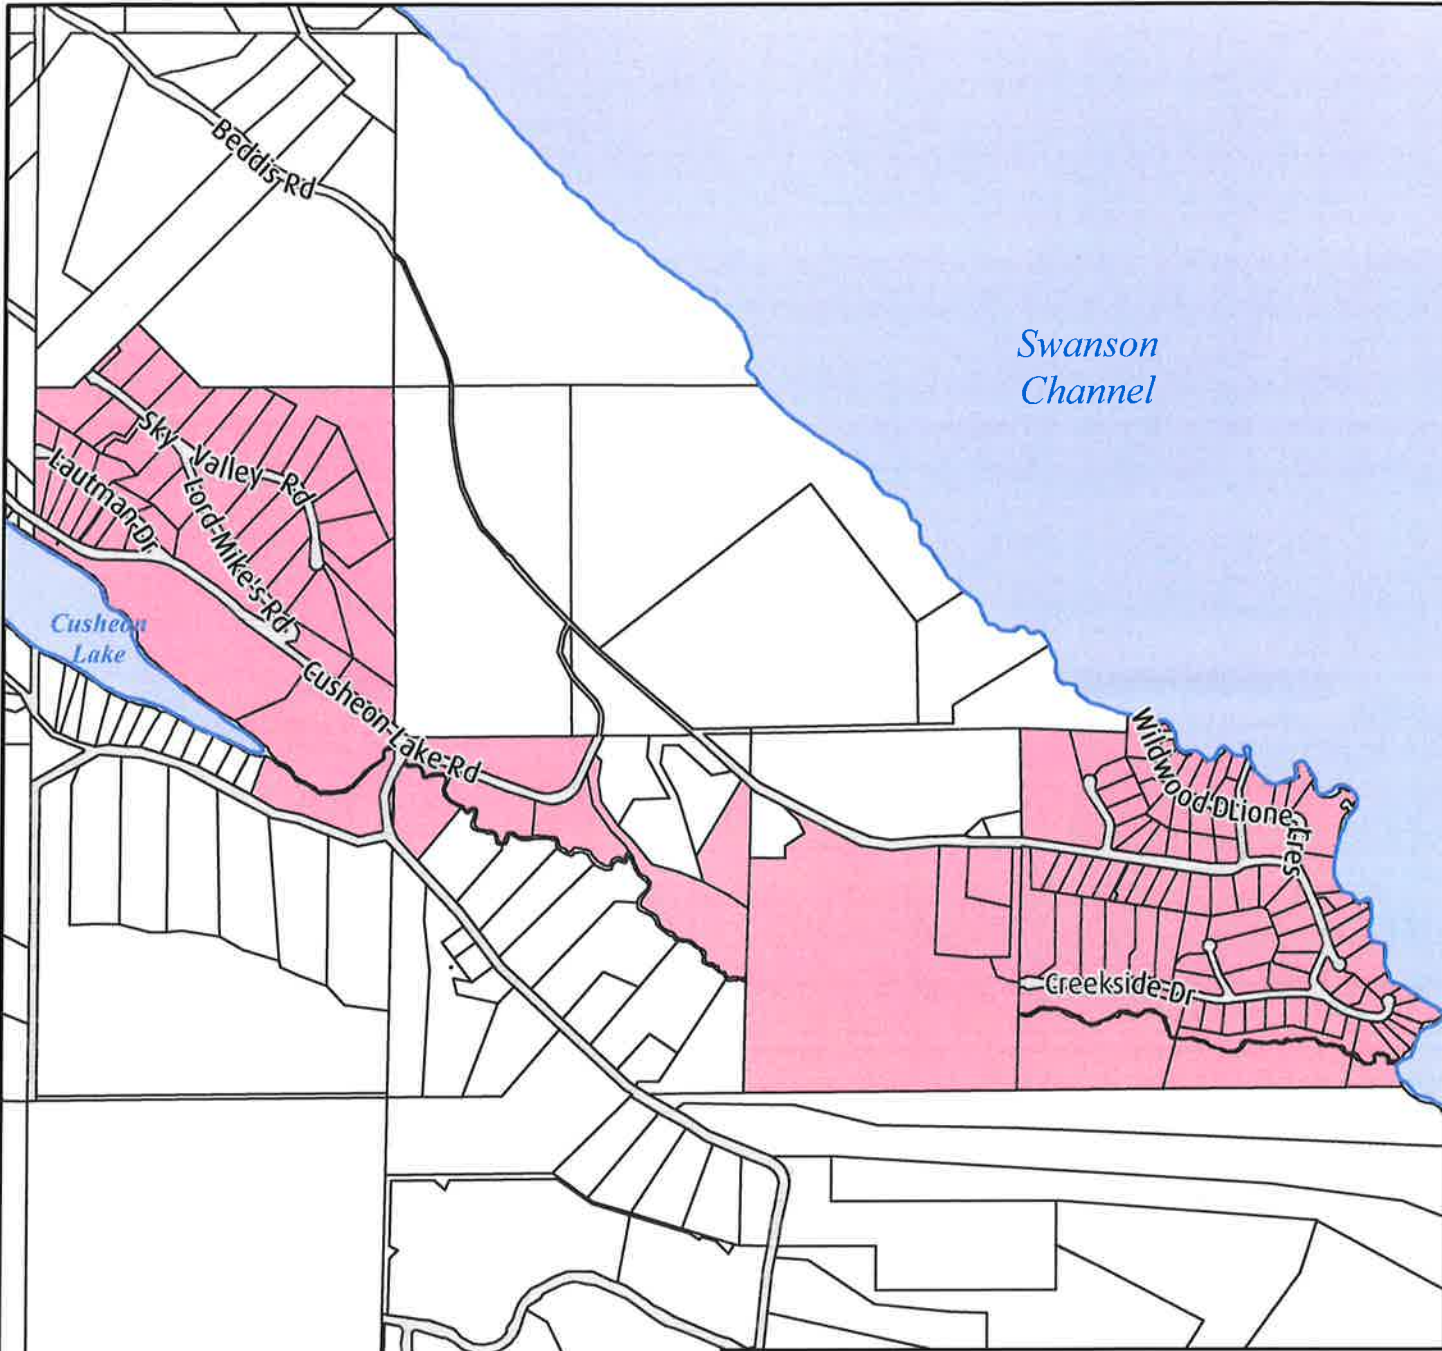 Beddis Rd
Swanson
Channel
Sky Valley Rd
Lautman Dr
Lord Mike's Rd
Cusheon
Lake
Cusheon Lake Rd
Wildwood
Cres
Creekside Dr